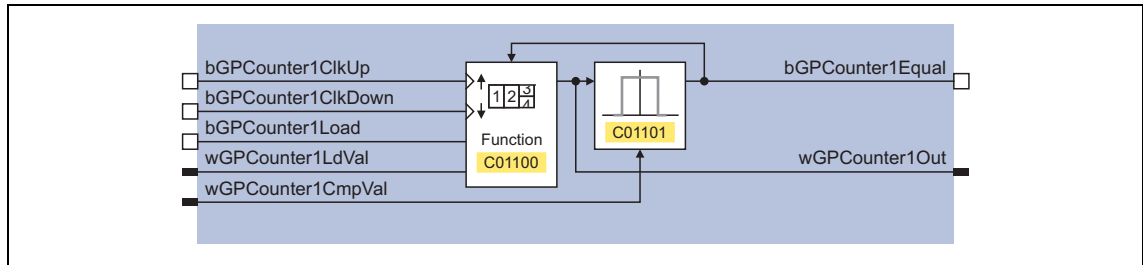 bGPCounter1ClkUp
bGPCounter1ClkDown
bGPCounter1Load
wGPCounter1LdVal
wGPCounter1CmpVal
1 2 3
4
Function
C01100
C01101
bGPCounter1Equal
wGPCounter1Out